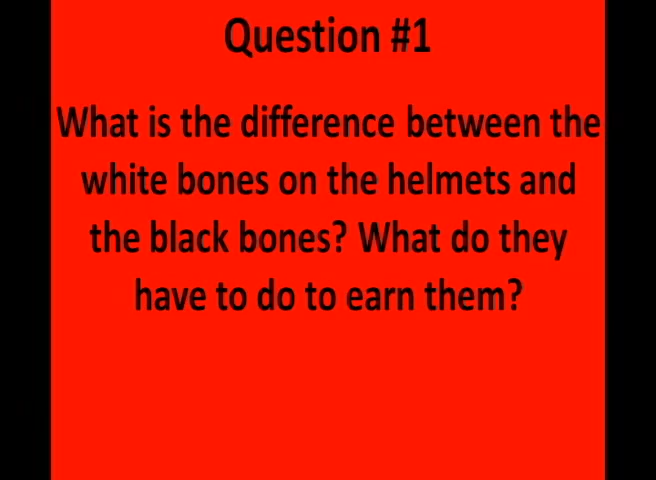 Question #1
What is the difference between the
white bones on the helmets and
the black bones? What do they
have to do to earn them?